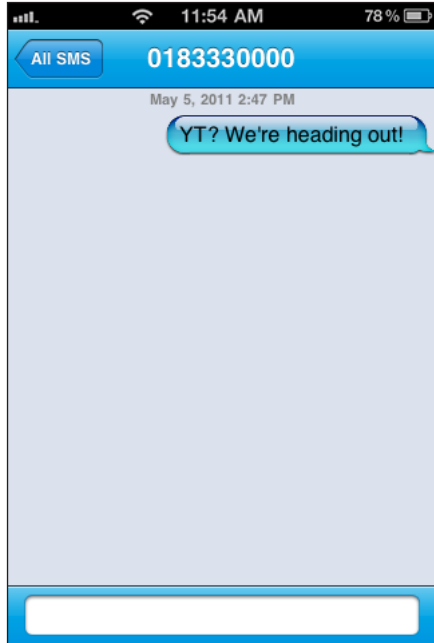 11:54 AM 78%
All SMS 0183330000
May 5, 2011 2:47 PM
YT? We're heading out!